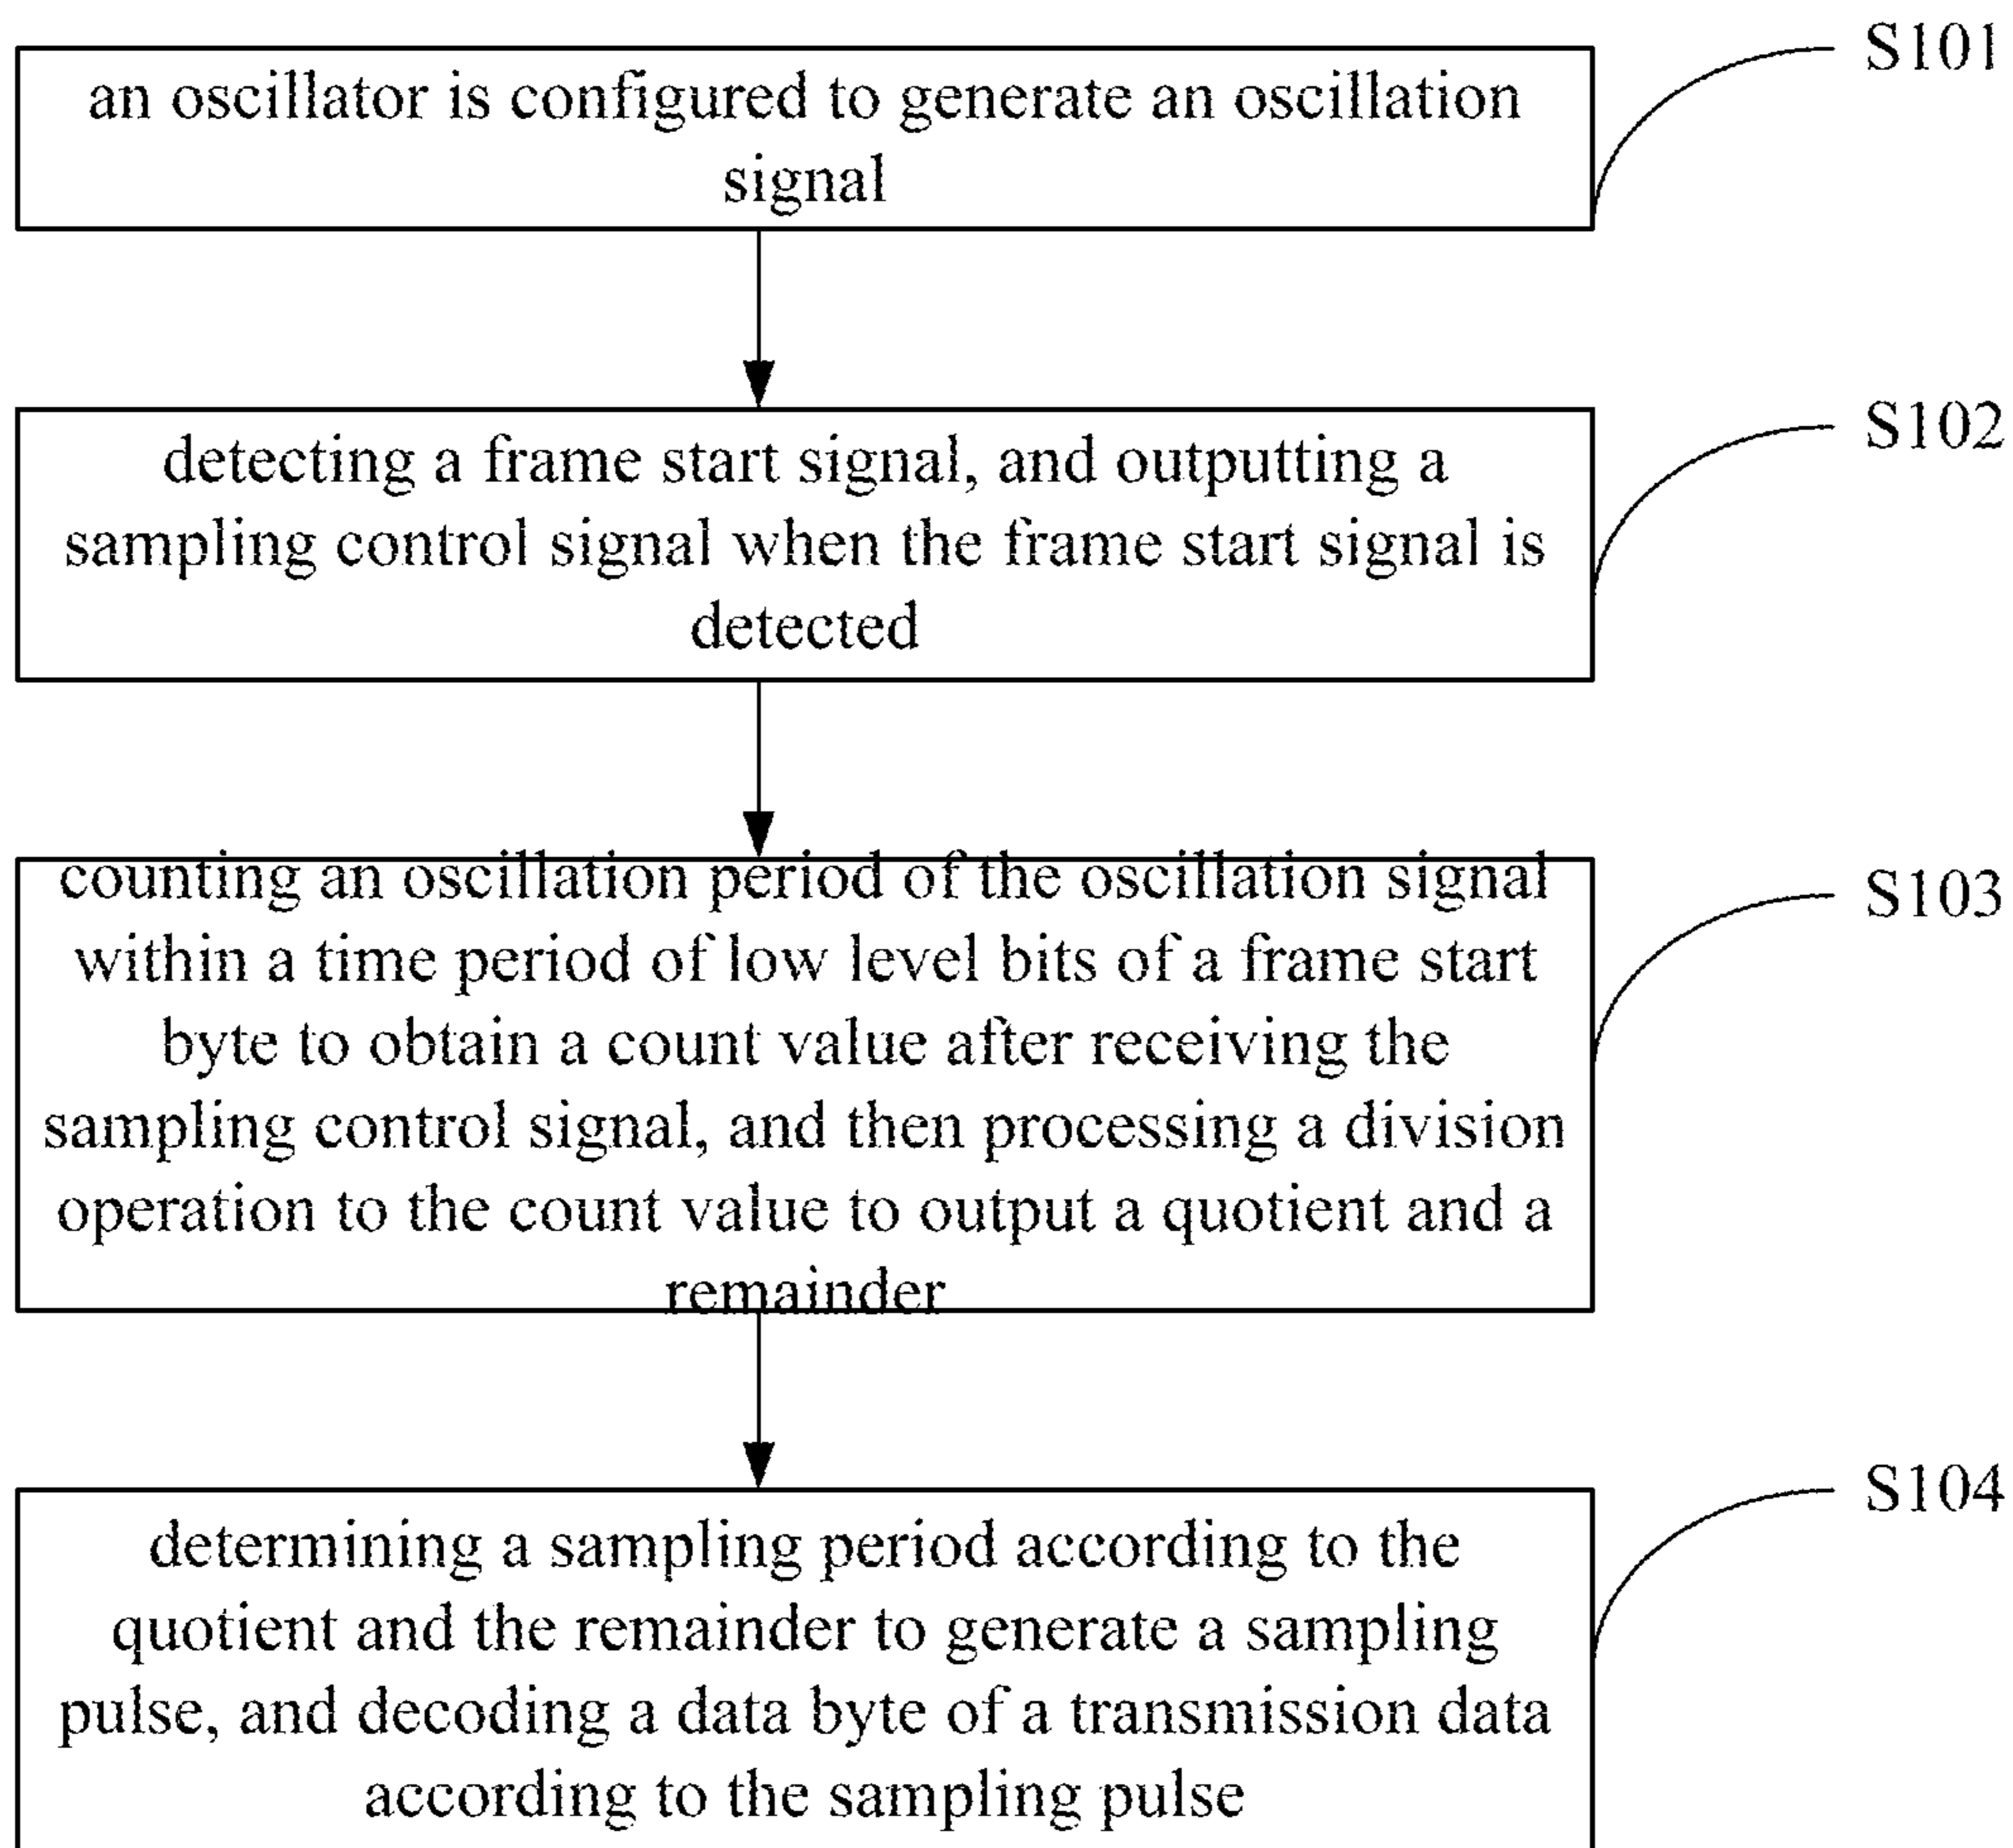 S101
an oscillator is configured to generate an oscillation
signal
S102
detecting a frame start signal, and outputting a
sampling control signal when the frame start signal is
detected
S103
counting an oscillation period of the oscillation signal
within a time period of low level bits of a frame start
byte to obtain a count value after receiving the
sampling control signal, and then processing a division
operation to the count value to output a quotient and a
remainder
S104
determining a sampling period according to the
quotient and the remainder to generate a sampling
pulse, and decoding a data byte of a transmission data
according to the sampling pulse